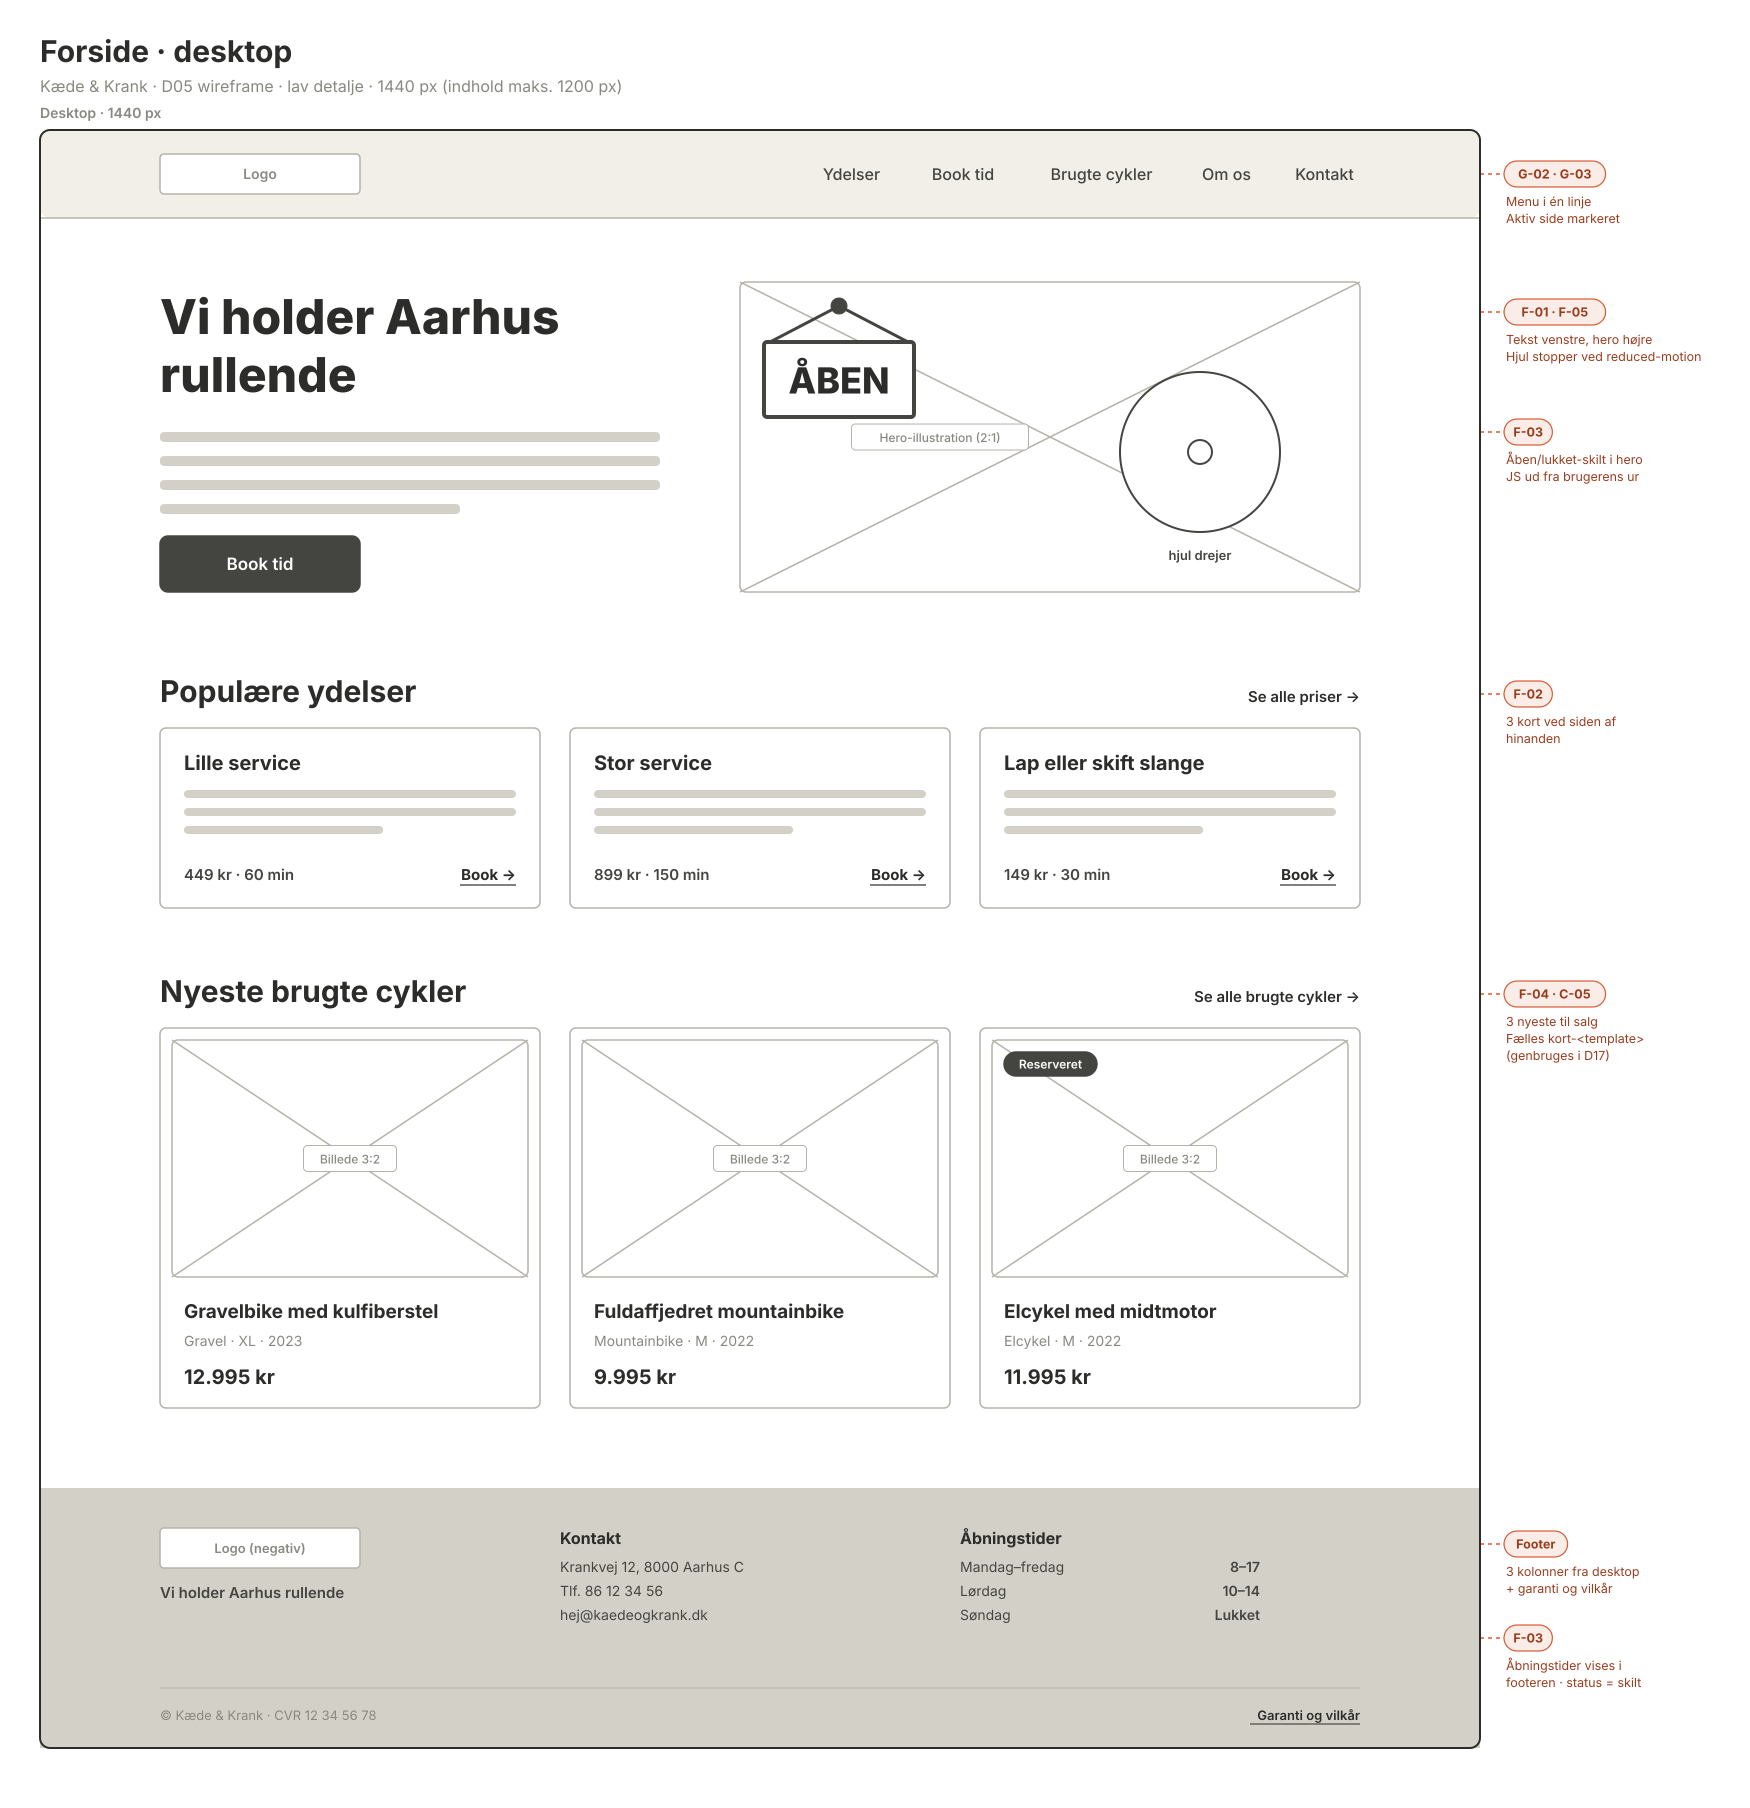 Forside · desktop
Kæde & Krank · D05 wireframe · lav detalje · 1440 px (indhold maks. 1200 px)
Desktop · 1440 px
Logo
Ydelser Book tid Brugte cykler Om os Kontakt
G-02 · G-03
Menu i én linje
Aktiv side markeret
Vi holder Aarhus
rullende
Book tid
ÅBEN
Hero-illustration (2:1)
hjul drejer
F-01 · F-05
Tekst venstre, hero højre
Hjul stopper ved reduced-motion
F-03
Åben/lukket-skilt i hero
JS ud fra brugerens ur
Populære ydelser
Se alle priser →
F-02
3 kort ved siden af
hinanden
Lille service
449 kr · 60 min
Book →
Stor service
899 kr · 150 min
Book →
Lap eller skift slange
149 kr · 30 min
Book →
Nyeste brugte cykler
Se alle brugte cykler →
F-04 · C-05
3 nyeste til salg
Fælles kort-<template>
(genbruges i D17)
Billede 3:2
Gravelbike med kulfiberstel
Gravel · XL · 2023
12.995 kr
Billede 3:2
Fuldaffjedret mountainbike
Mountainbike · M · 2022
9.995 kr
Reserveret
Billede 3:2
Elcykel med midtmotor
Elcykel · M · 2022
11.995 kr
Logo (negativ)
Vi holder Aarhus rullende
Kontakt
Krankvej 12, 8000 Aarhus C
Tlf. 86 12 34 56
hej@kaedeogkrank.dk
Åbningstider
Mandag–fredag 8–17
Lørdag 10–14
Søndag Lukket
Footer
3 kolonner fra desktop
+ garanti og vilkår
F-03
Åbningstider vises i
footeren · status = skilt
© Kæde & Krank · CVR 12 34 56 78
Garanti og vilkår